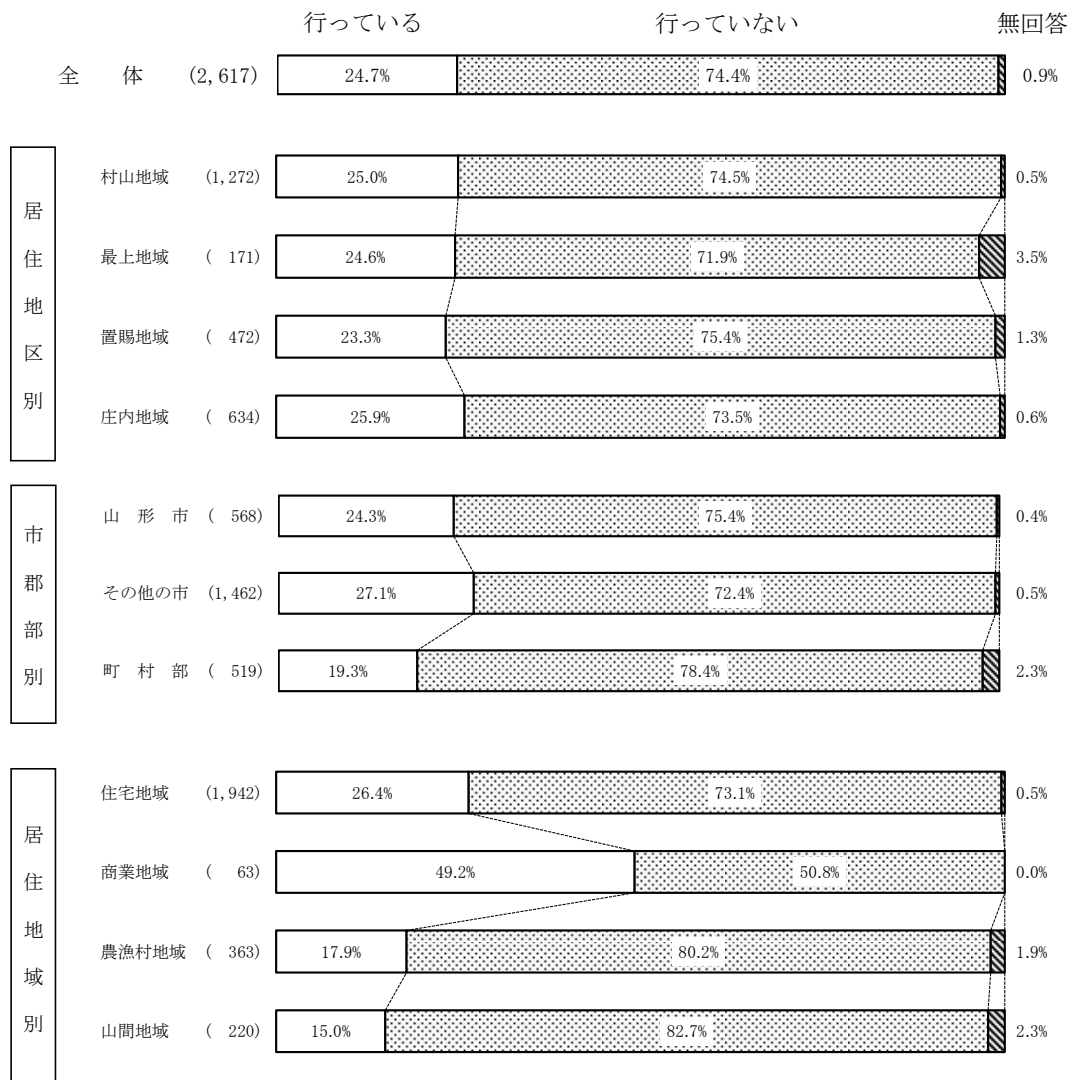 行っている 行っていない 無回答
全 体 (2,617) 24.7% 74.4% 0.9%
居住地区別
村山地域 (1,272) 25.0% 74.5% 0.5%
最上地域 ( 171) 24.6% 71.9% 3.5%
置賜地域 ( 472) 23.3% 75.4% 1.3%
庄内地域 ( 634) 25.9% 73.5% 0.6%
市郡部別
山 形 市 ( 568) 24.3% 75.4% 0.4%
その他の市 (1,462) 27.1% 72.4% 0.5%
町 村 部 ( 519) 19.3% 78.4% 2.3%
居住地域別
住宅地域 (1,942) 26.4% 73.1% 0.5%
商業地域 ( 63) 49.2% 50.8% 0.0%
農漁村地域 ( 363) 17.9% 80.2% 1.9%
山間地域 ( 220) 15.0% 82.7% 2.3%